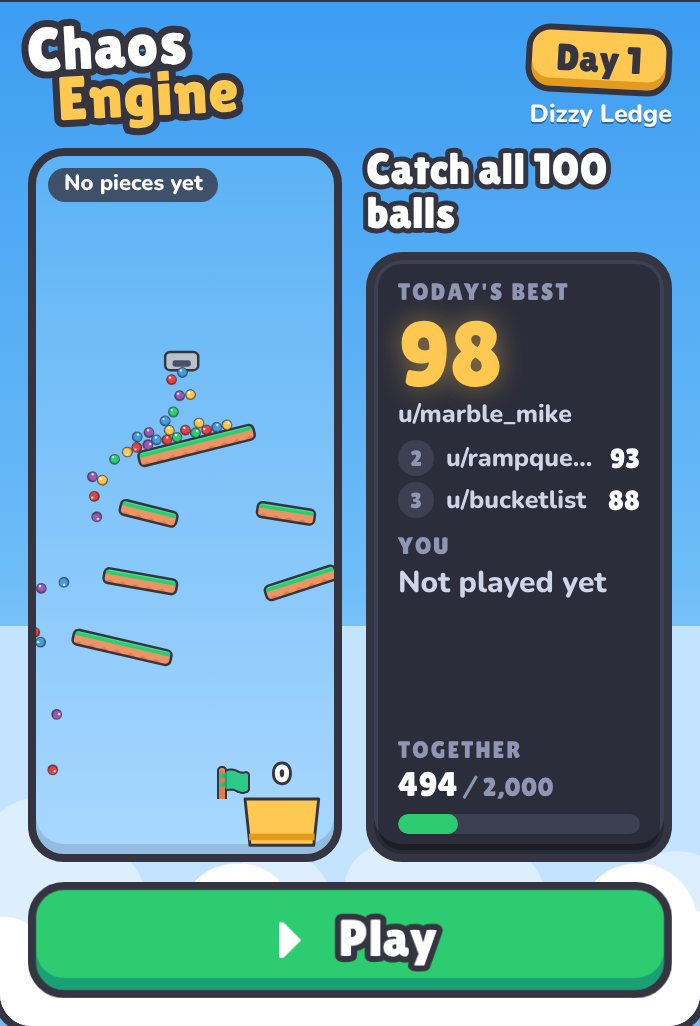 Chaos
Engine
Day 1
Dizzy Ledge
No pieces yet
Catch all 100
balls
TODAY'S BEST
98
u/marble_mike
2 u/rampque... 93
3 u/bucketlist 88
YOU
Not played yet
0
TOGETHER
494 / 2,000
Play